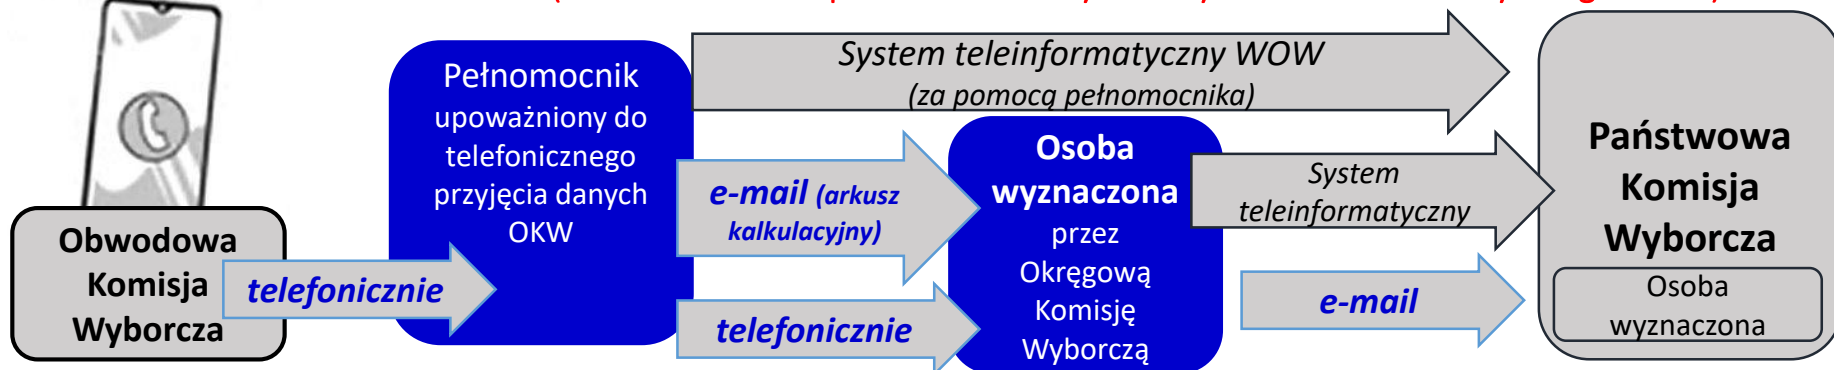 Obwodowa
Komisja
Wyborcza
telefonicznie
Pełnomocnik
upoważniony do
telefonicznego
przyjęcia danych
OKW
System teleinformatyczny WOW
(za pomocą pełnomocnika)
e-mail (arkusz
kalkulacyjny)
telefonicznie
Osoba
wyznaczona
przez
Okręgową
Komisję
Wyborczą
System
teleinformatyczny
e-mail
Państwowa
Komisja
Wyborcza
Osoba
wyznaczona